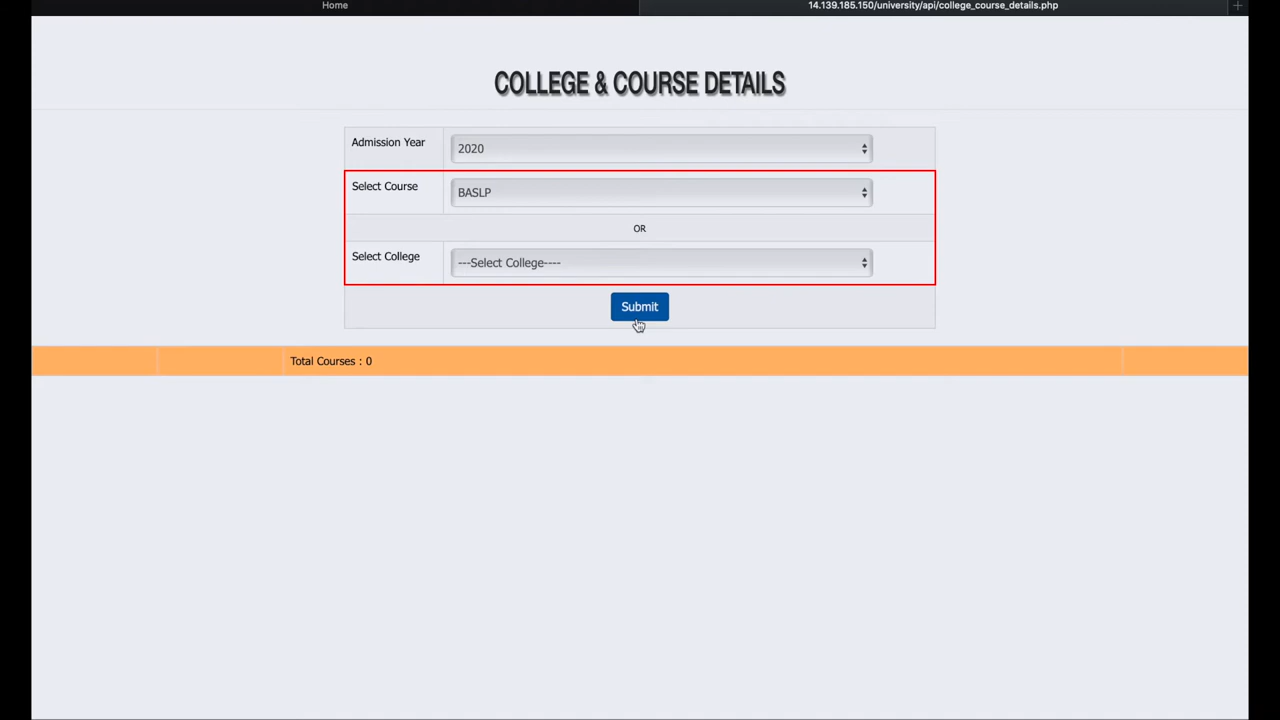 Home
14.139.185.150/university/api/college_course_details.php
COLLEGE & COURSE DETAILS
Admission Year
2020
Select Course
BASLP
OR
Select College
---Select College----
Submit
Total Courses : 0